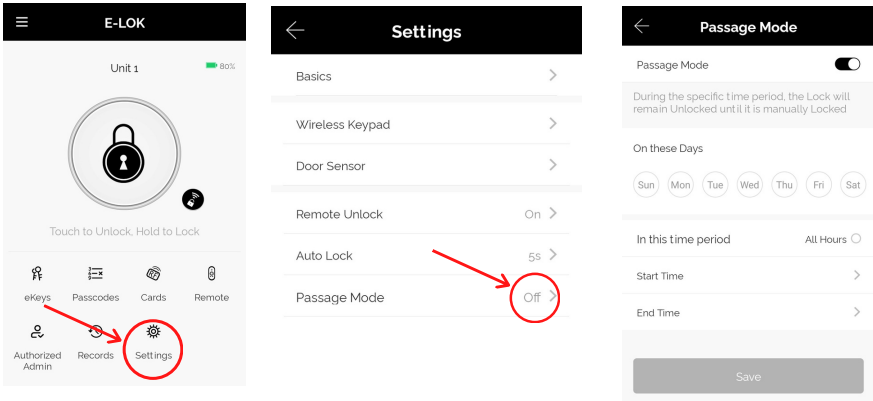 E-LOK
Unit 1
80%
Touch to Unlock, Hold to Lock
eKeys
Passcodes
Cards
Remote
Authorized
Admin
Records
Settings
Settings
Basics
Wireless Keypad
Door Sensor
Remote Unlock
On
Auto Lock
5s
Passage Mode
Off
Passage Mode
Passage Mode
During the specific time period, the Lock will
remain Unlocked until it is manually Locked
On these Days
Sun Mon Tue Wed Thu Fri Sat
In this time period
All Hours
Start Time
End Time
Save